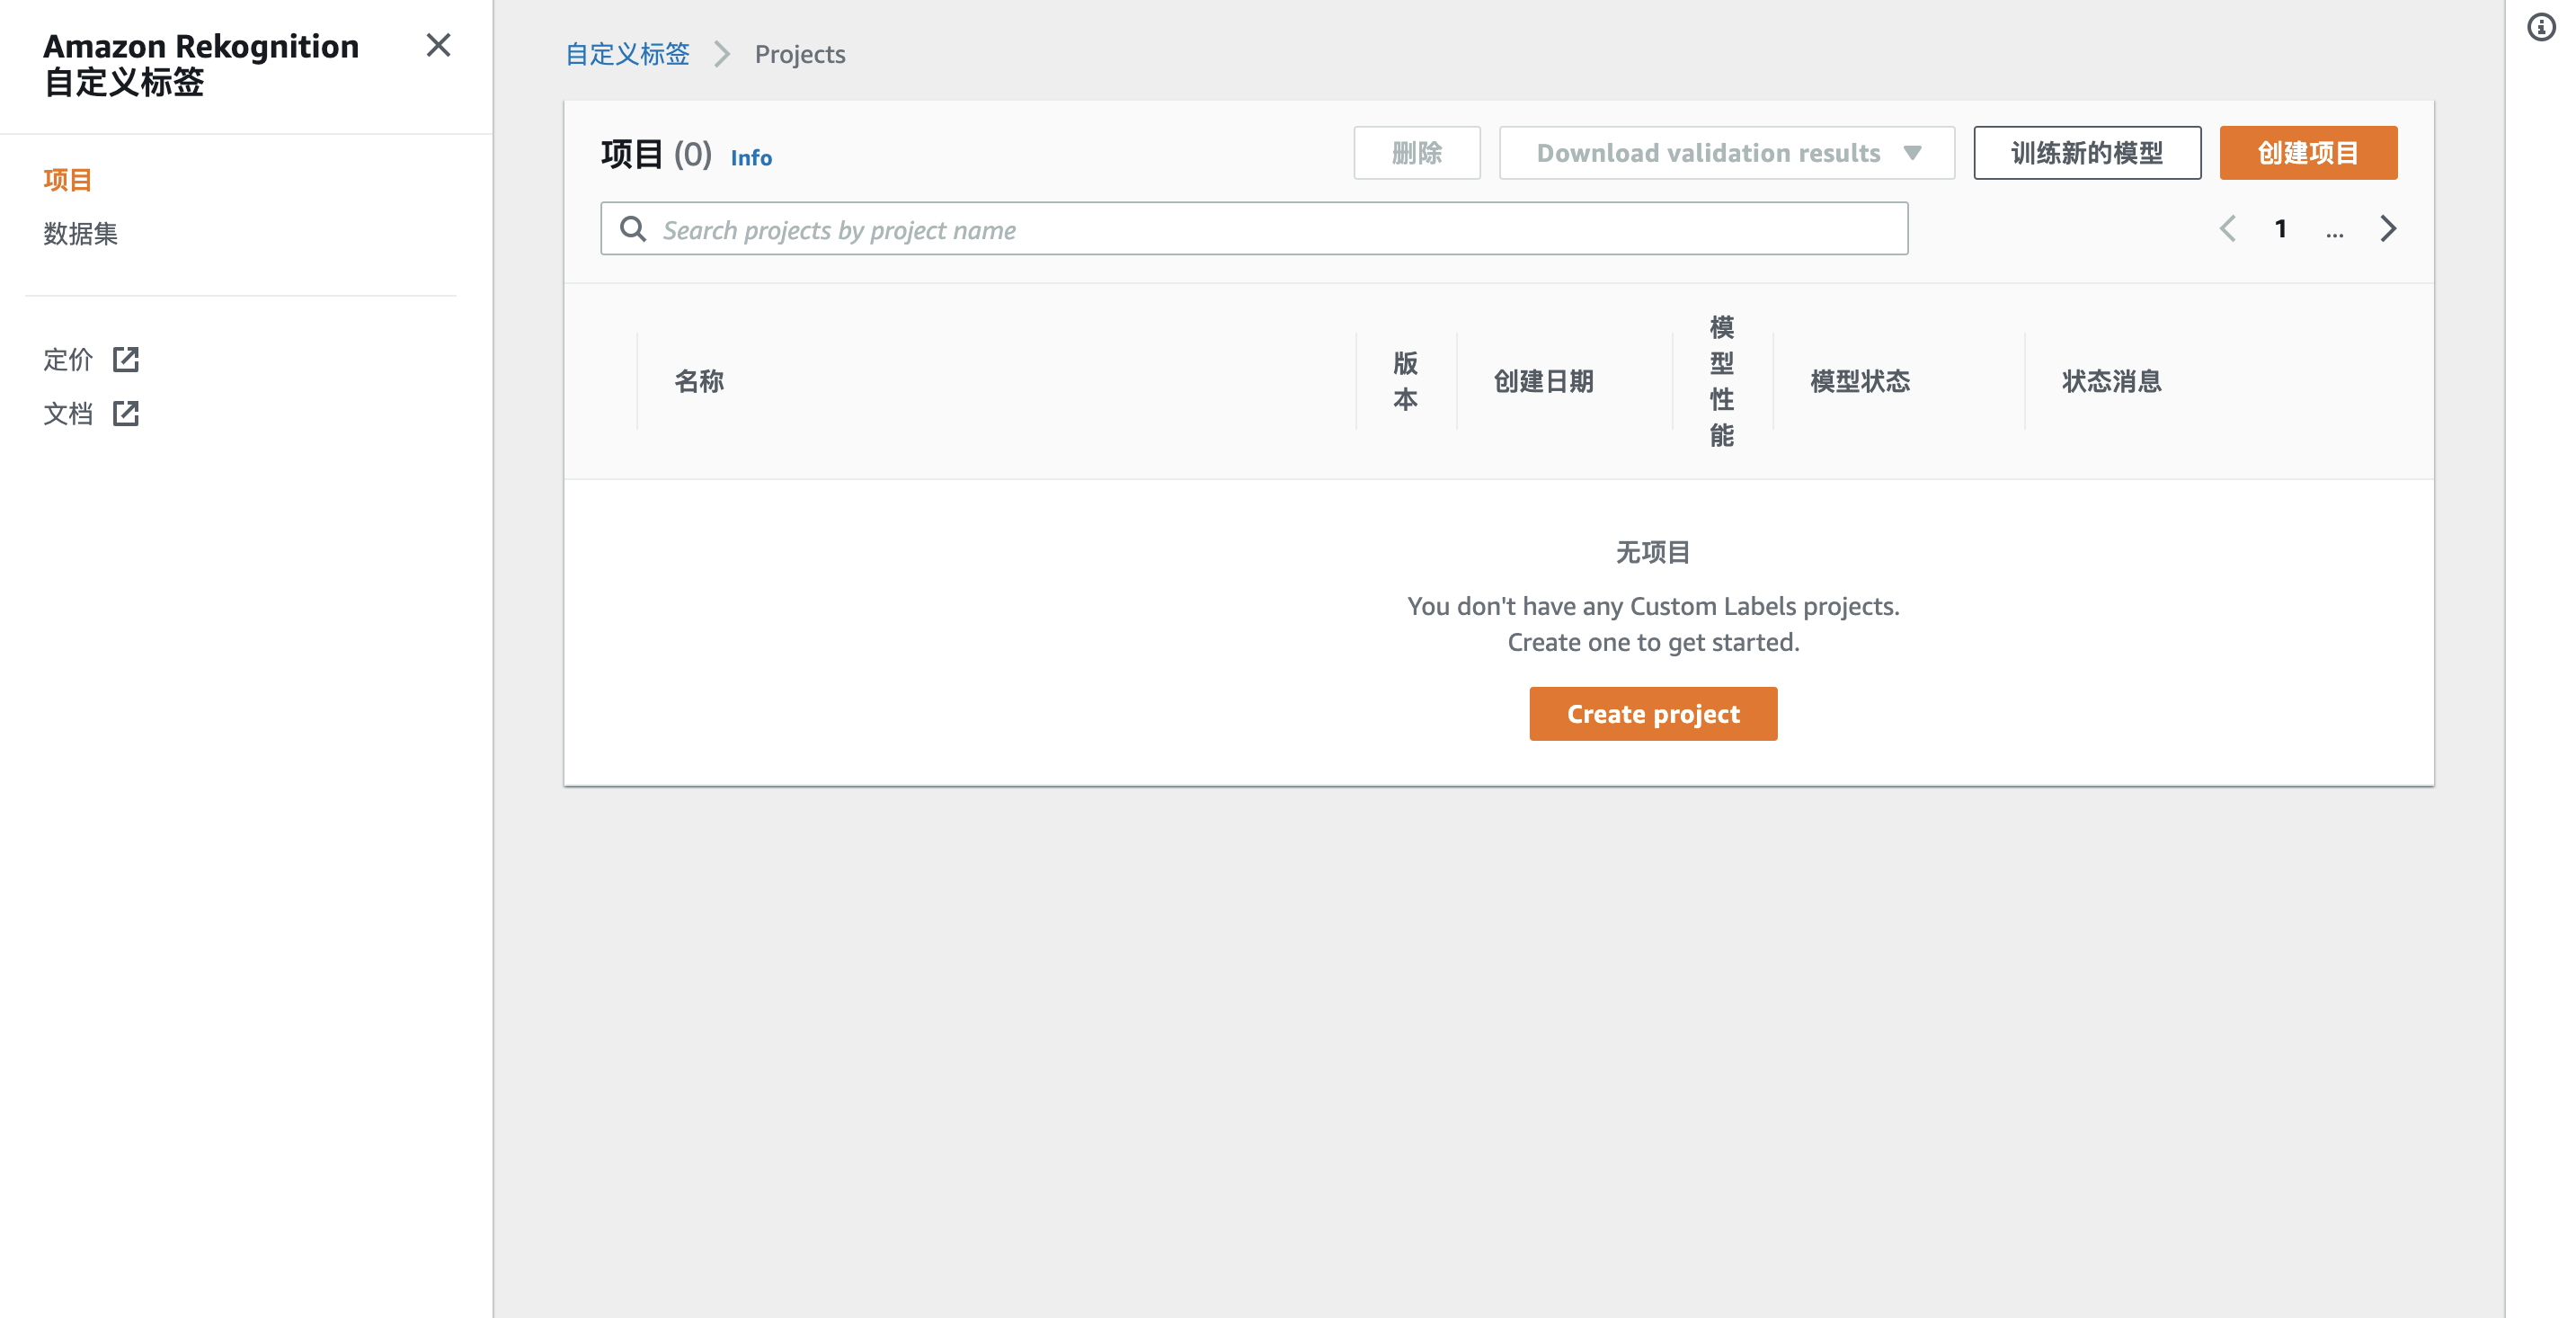 Amazon Rekognition
自定义标签
项目
数据集
定价
文档
自定义标签
Projects
项目 (0) Info
删除
Download validation results
训练新的模型
创建项目
Search projects by project name
1 ...
名称
版
本
创建日期
模
型
性
能
模型状态
状态消息
无项目
You don't have any Custom Labels projects.
Create one to get started.
Create project